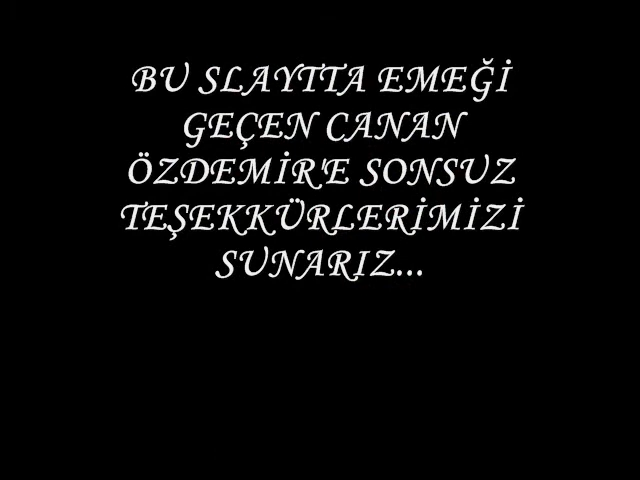 BU SLAYTTA EMEĞİ
GEÇEN CANAN
ÖZDEMİR'E SONSUZ
TEŞEKKÜRLERİMİZİ
SUNARIZ...